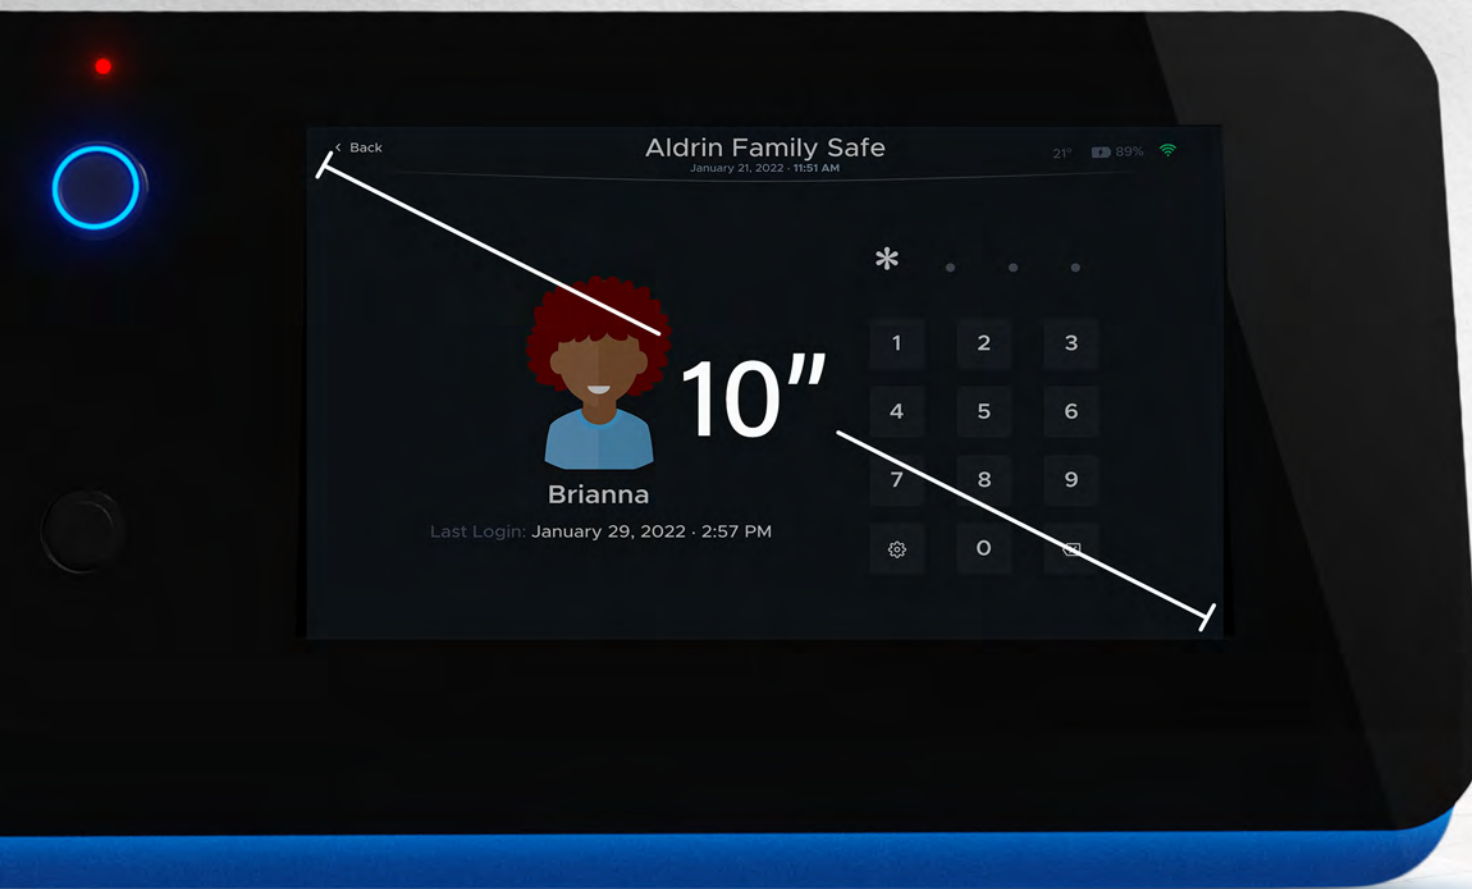 ‹ Back
Aldrin Family Safe
January 21, 2022 · 11:51 AM
21° 89%
*
1 2 3
10”
4 5 6
7 8 9
Brianna
Last Login: January 29, 2022 · 2:57 PM
0